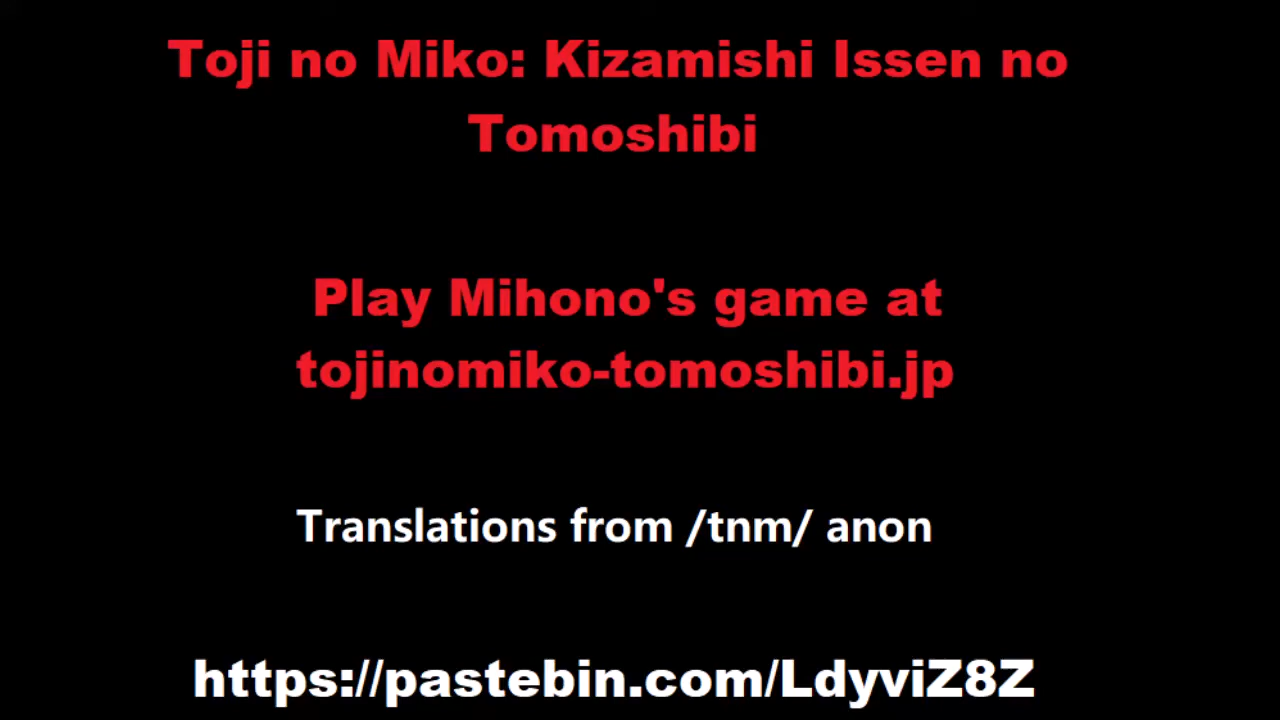 Toji no Miko: Kizamishi Issen no
Tomoshibi
Play Mihono's game at
tojinomiko-tomoshibi.jp
Translations from /tnm/ anon
https://pastebin.com/LdyviZ8Z